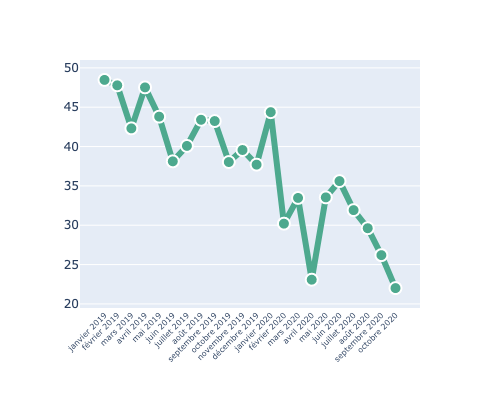 50
45
40
35
30
25
20
janvier 2019
février 2019
mars 2019
avril 2019
mai 2019
juin 2019
juillet 2019
août 2019
septembre 2019
octobre 2019
novembre 2019
décembre 2019
janvier 2020
février 2020
mars 2020
avril 2020
mai 2020
juin 2020
juillet 2020
août 2020
septembre 2020
octobre 2020